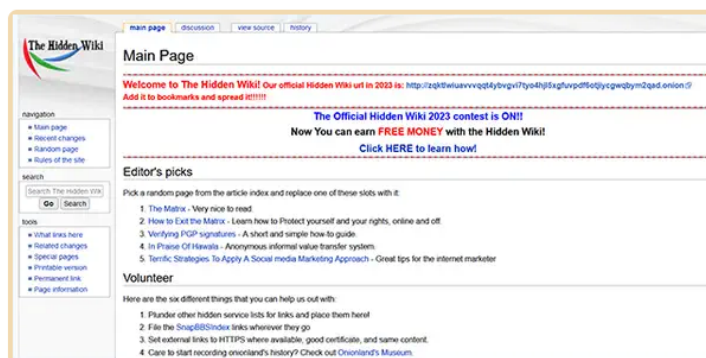 main page discussion view source history
The Hidden Wiki
Main Page
Welcome to The Hidden Wiki! Our official Hidden Wiki url in 2023 is:
Add it to bookmarks and spread it!!!!!!
The Official Hidden Wiki 2023 contest is ON!!
Now You can earn FREE MONEY with the Hidden Wiki!
Click HERE to learn how!
navigation
Main page
Recent changes
Random page
Rules of the site
search
Search The Hidden Wiki
Go Search
tools
What links here
Related changes
Special pages
Printable version
Permanent link
Page information
Editor's picks
Pick a random page from the article index and replace one of these slots with it:
1. The Matrix - Very nice to read.
2. How to Exit the Matrix - Learn how to Protect yourself and your rights, online and off.
3. Verifying PGP signatures - A short and simple how-to guide.
4. In Praise Of Hawala - Anonymous informal value transfer system.
5. Terrific Strategies To Apply A Social media Marketing Approach - Great tips for the internet marketer
Volunteer
Here are the six different things that you can help us out with:
1. Plunder other hidden service lists for links and place them here!
2. File the SnapBBSIndex links wherever they go
3. Set external links to HTTPS where available, good certificate, and same content.
4. Care to start recording onionland's history? Check out Onionland's Museum.